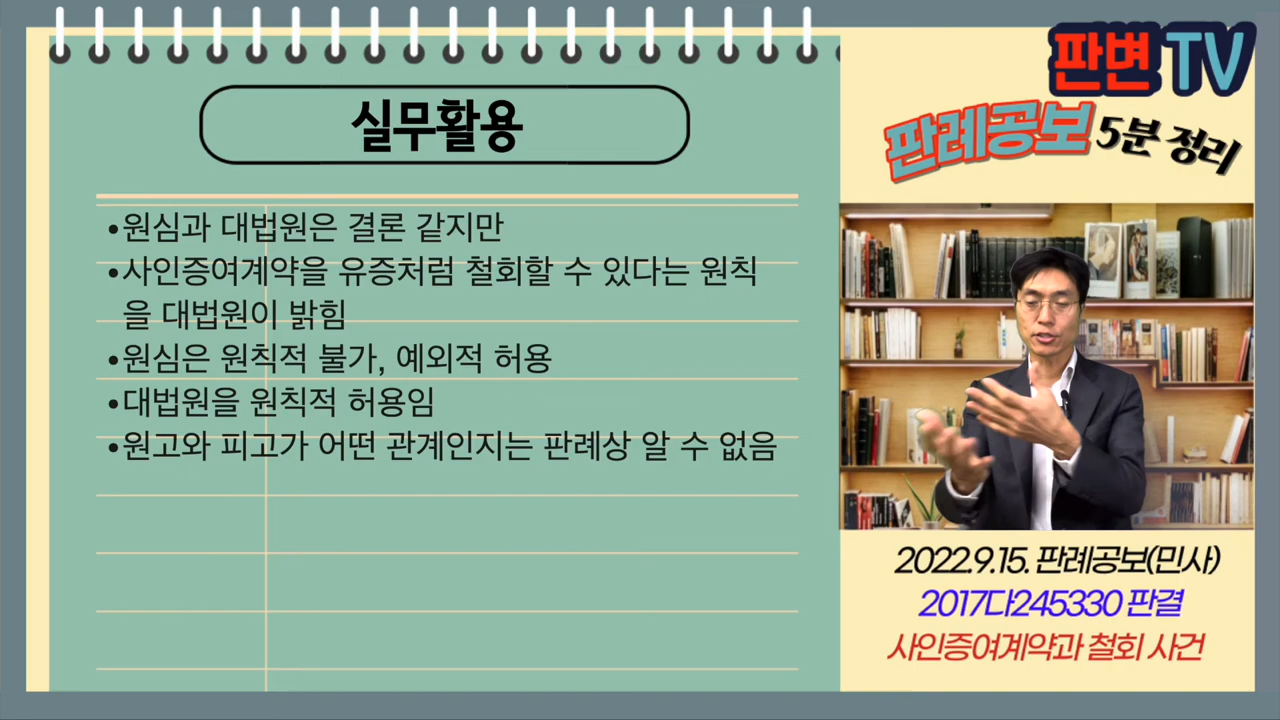 실무활용
•원심과 대법원은 결론 같지만
•사인증여계약을 유증처럼 철회할 수 있다는 원칙
을 대법원이 밝힘
•원심은 원칙적 불가, 예외적 허용
•대법원을 원칙적 허용임
•원고와 피고가 어떤 관계인지는 판례상 알 수 없음
판변 TV
판례공보 5분 정리
2022.9.15. 판례공보(민사)
2017다245330 판결
사인증여계약과 철회 사건